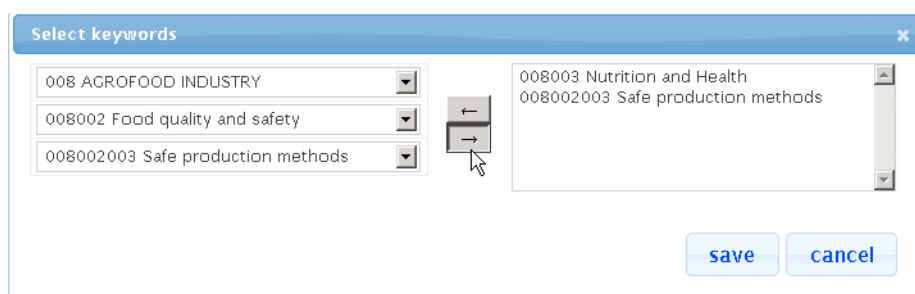 Select keywords
008 AGROFOOD INDUSTRY
008002 Food quality and safety
008002003 Safe production methods
←
→
008003 Nutrition and Health
008002003 Safe production methods
save
cancel